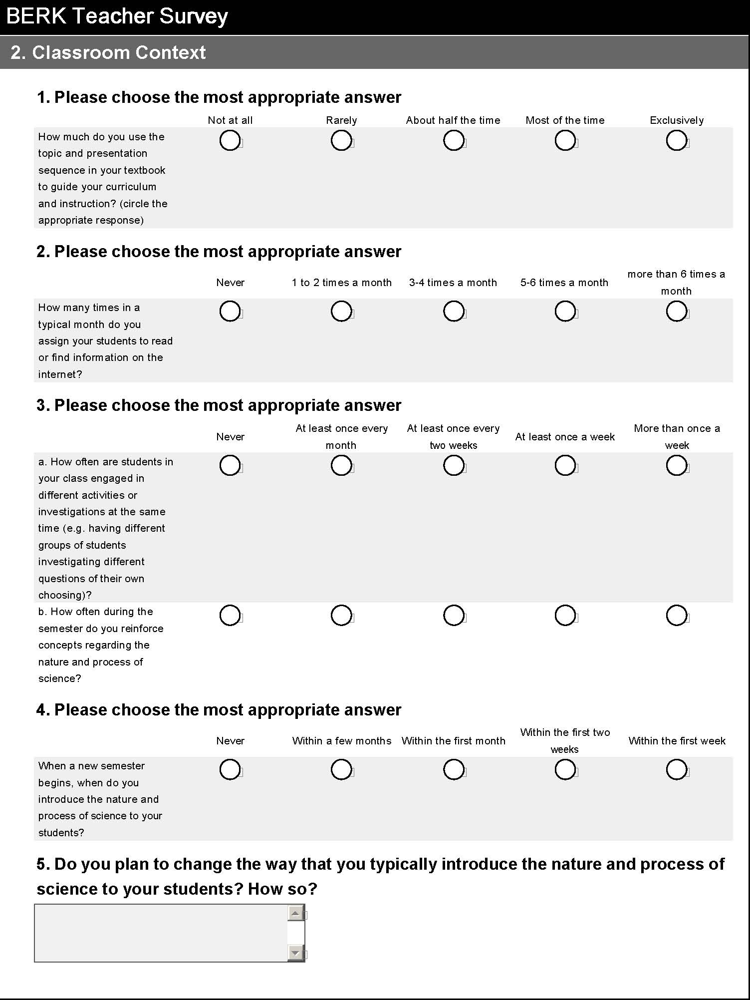 BERK Teacher Survey
2. Classroom Context
1. Please choose the most appropriate answer
Not at all Rarely About half the time Most of the time Exclusively
How much do you use the
topic and presentation
sequence in your textbook
to guide your curriculum
and instruction? (circle the
appropriate response)
2. Please choose the most appropriate answer
Never 1 to 2 times a month 3-4 times a month 5-6 times a month more than 6 times a
month
How many times in a
typical month do you
assign your students to read
or find information on the
internet?
3. Please choose the most appropriate answer
Never At least once every At least once every At least once a week More than once a
month two weeks week
a. How often are students in
your class engaged in
different activities or
investigations at the same
time (e.g. having different
groups of students
investigating different
questions of their own
choosing)?
b. How often during the
semester do you reinforce
concepts regarding the
nature and process of
science?
4. Please choose the most appropriate answer
Never Within a few months Within the first month Within the first two Within the first week
weeks
When a new semester
begins, when do you
introduce the nature and
process of science to your
students?
5. Do you plan to change the way that you typically introduce the nature and process of
science to your students? How so?